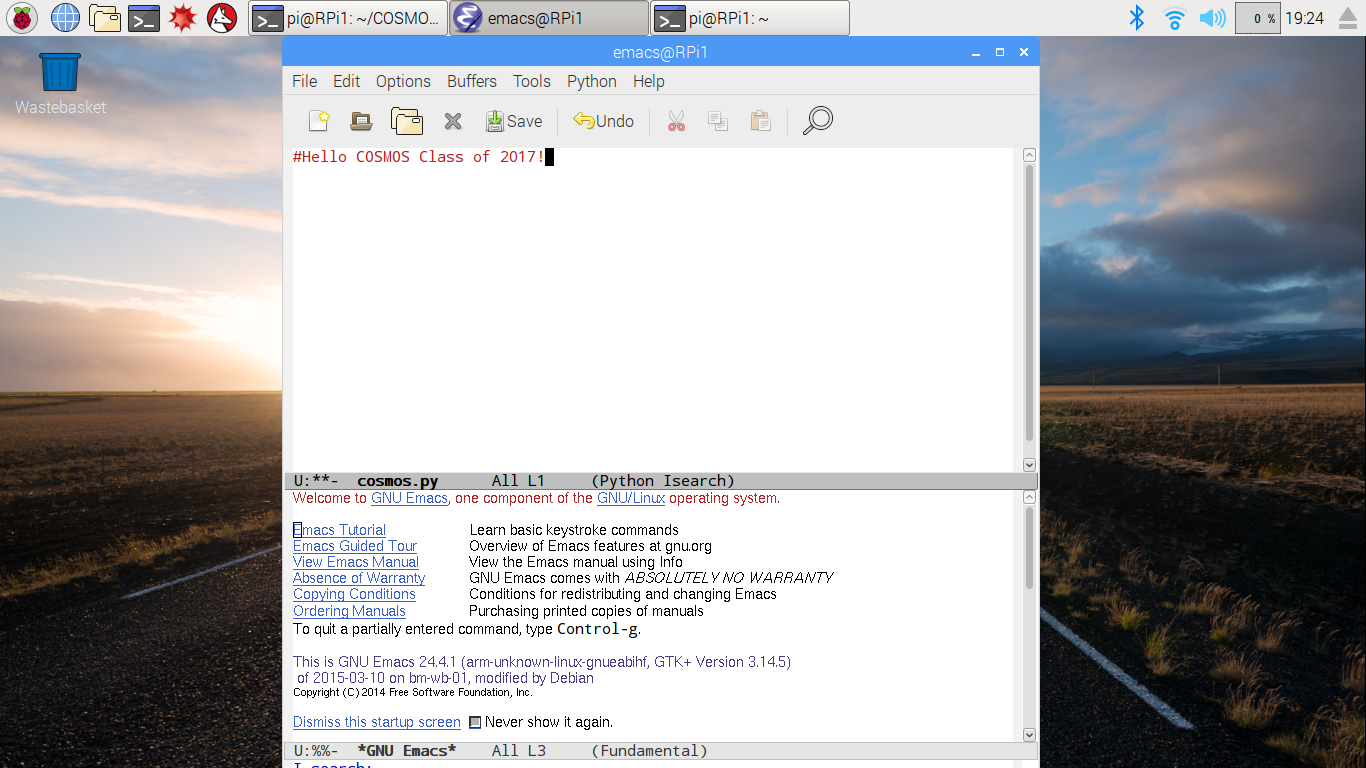 pi@RPi1: ~/COSMO...
emacs@RPi1
pi@RPi1: ~
0 %
19:24
Wastebasket
emacs@RPi1
File Edit Options Buffers Tools Python Help
Save Undo
#Hello COSMOS Class of 2017!
U:**- cosmos.py All L1 (Python Isearch)
Welcome to GNU Emacs, one component of the GNU/Linux operating system.
Emacs Tutorial Learn basic keystroke commands
Emacs Guided Tour Overview of Emacs features at gnu.org
View Emacs Manual View the Emacs manual using Info
Absence of Warranty GNU Emacs comes with ABSOLUTELY NO WARRANTY
Copying Conditions Conditions for redistributing and changing Emacs
Ordering Manuals Purchasing printed copies of manuals
To quit a partially entered command, type Control-g.
This is GNU Emacs 24.4.1 (arm-unknown-linux-gnueabihf, GTK+ Version 3.14.5)
of 2015-03-10 on bm-wb-01, modified by Debian
Copyright (C) 2014 Free Software Foundation, Inc.
Dismiss this startup screen Never show it again.
U:%%- *GNU Emacs* All L3 (Fundamental)
I-search: